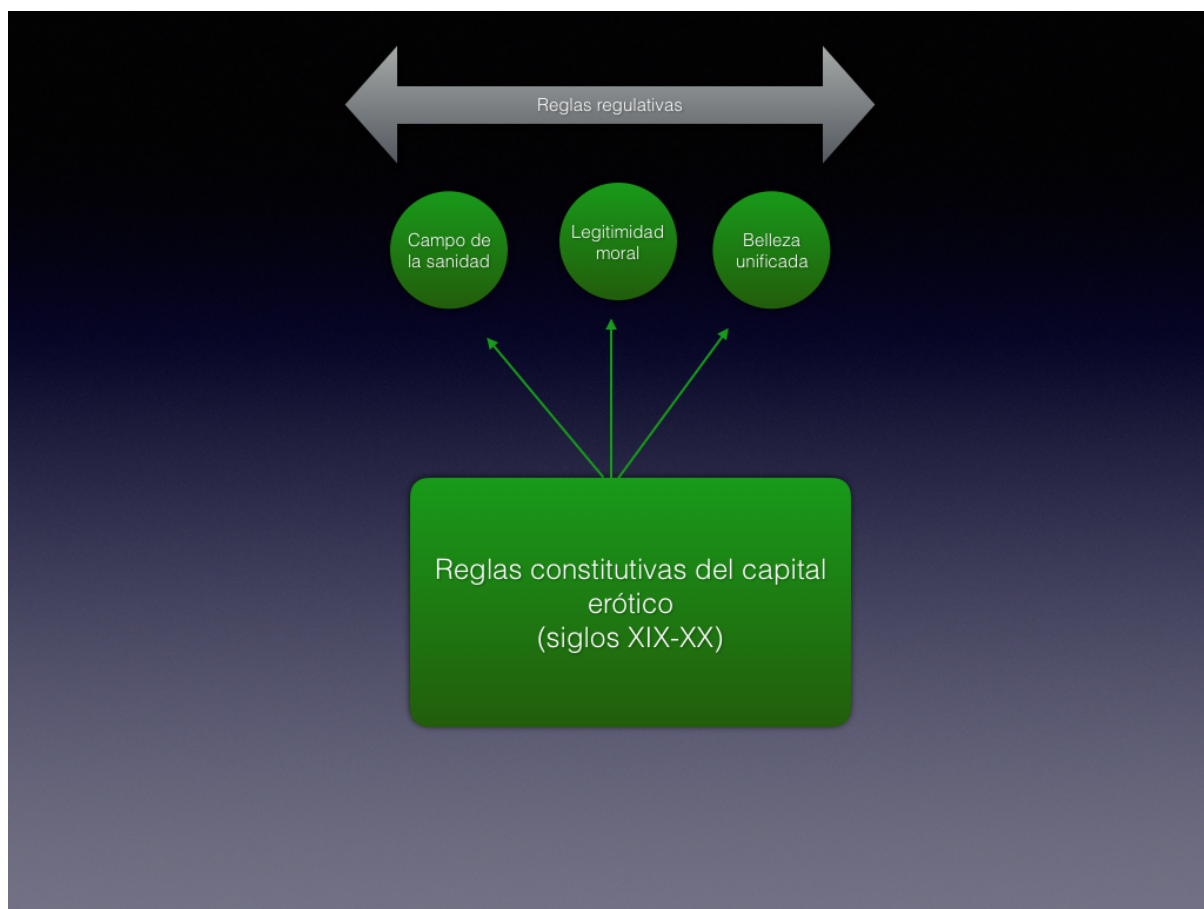 Reglas regulativas
Campo de
la sanidad
Legitimidad
moral
Belleza
unificada
Reglas constitutivas del capital
erótico
(siglos XIX-XX)